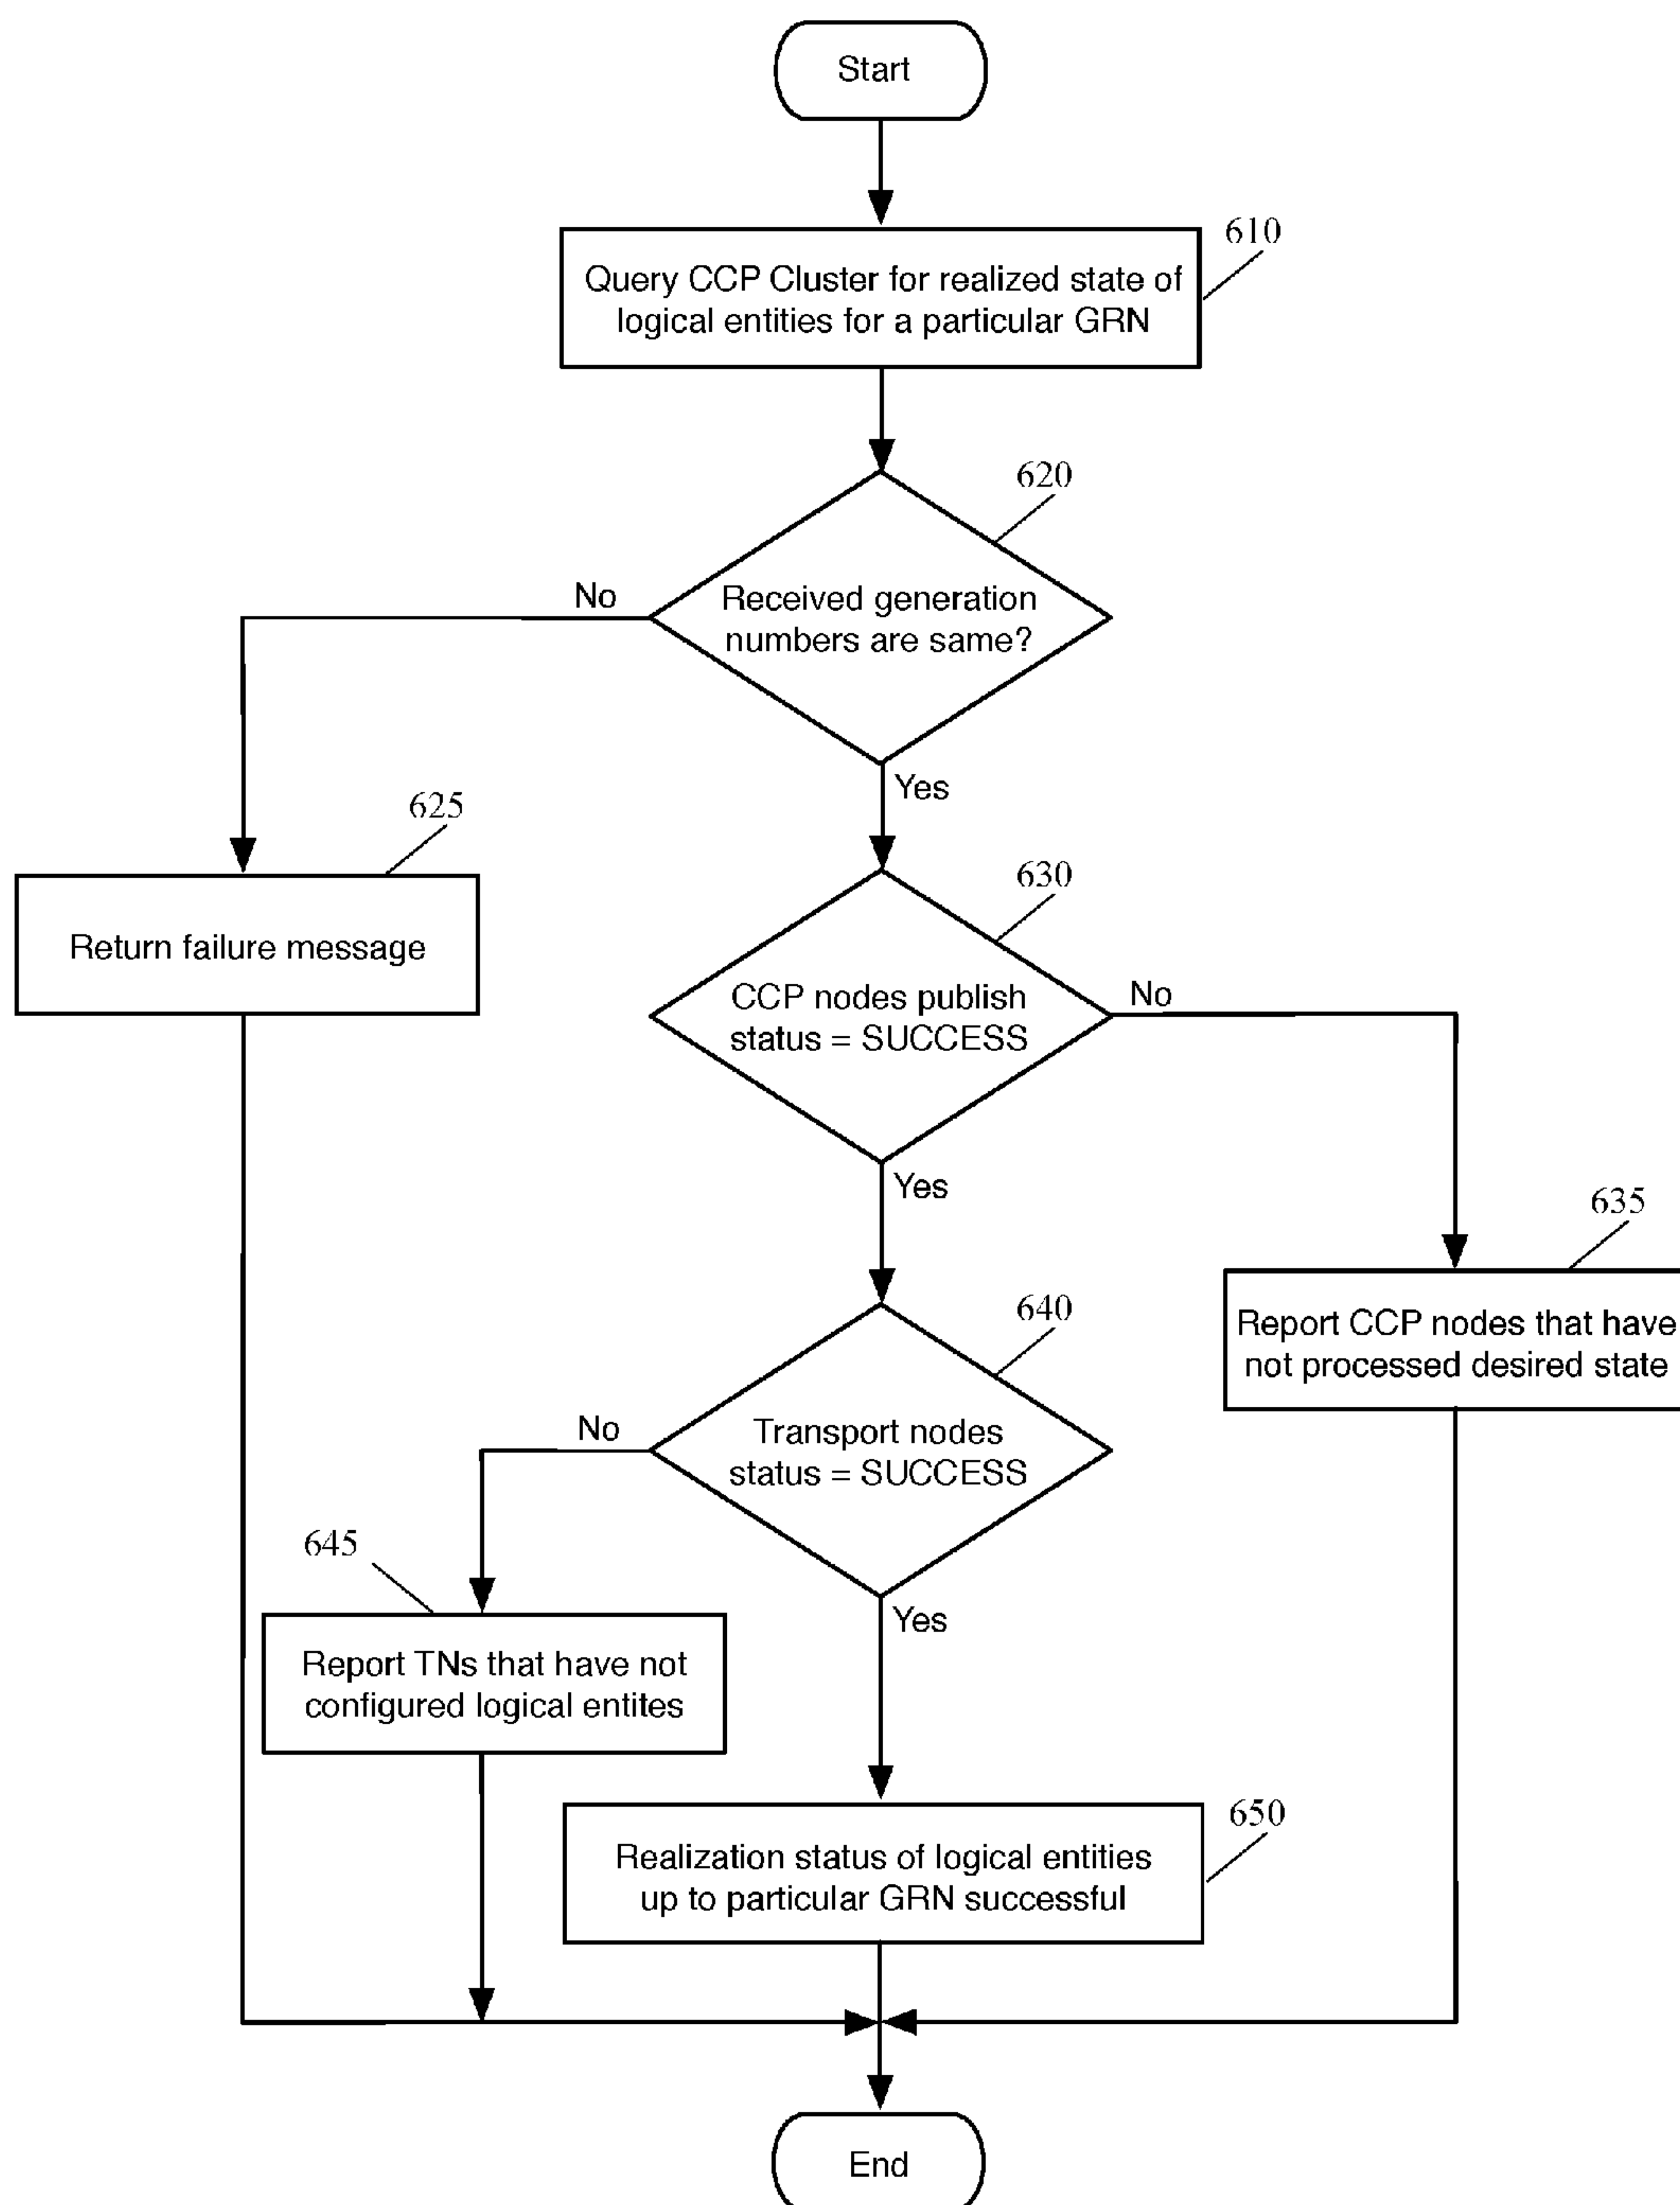 Start
610
Query CCP Cluster for realized state of
logical entities for a particular GRN
620
Received generation
numbers are same?
No
Yes
625
Return failure message
630
CCP nodes publish
status = SUCCESS
No
Yes
635
Report CCP nodes that have
not processed desired state
640
Transport nodes
status = SUCCESS
No
Yes
645
Report TNs that have not
configured logical entites
650
Realization status of logical entities
up to particular GRN successful
End